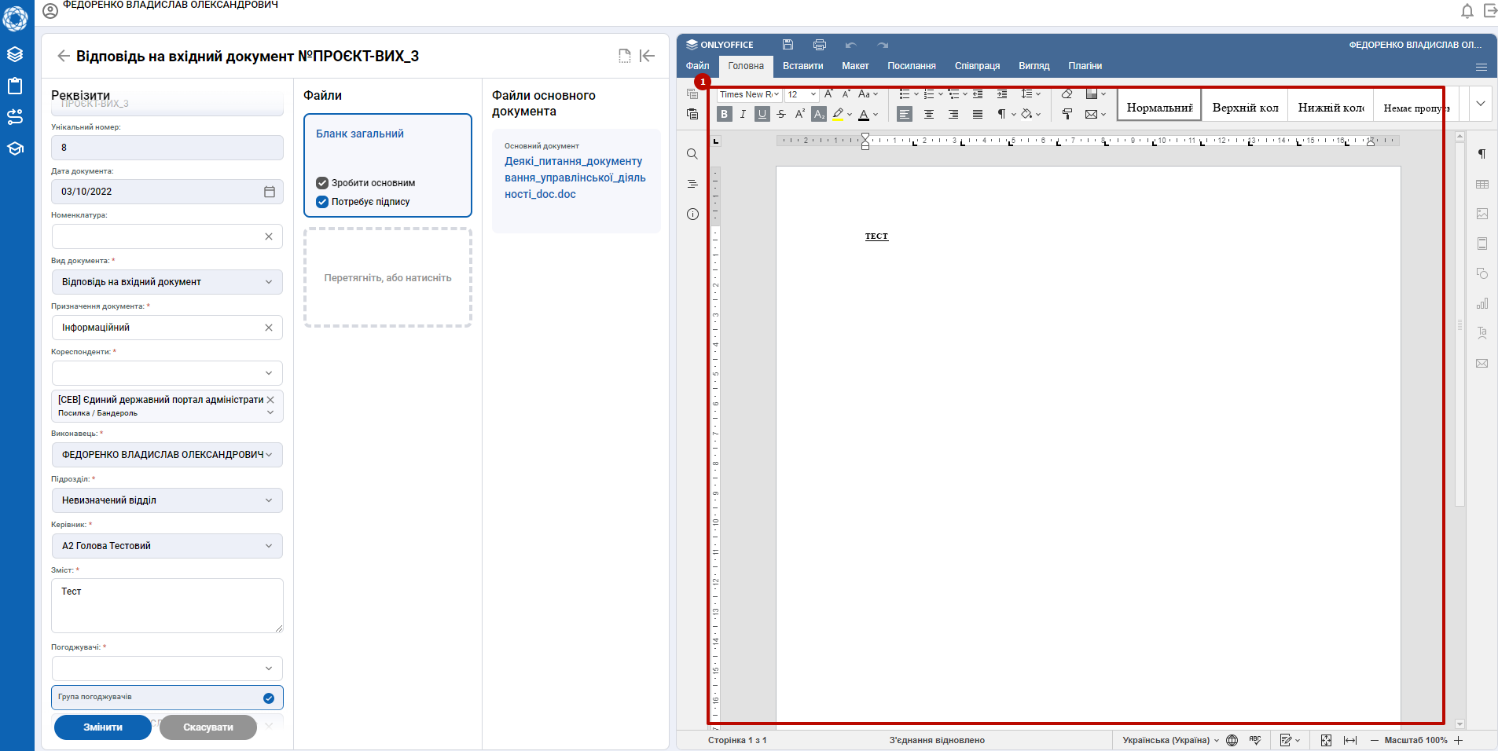 ФЕДОРЕНКО ВЛАДИСЛАВ ОЛЕКСАНДРОВИЧ
Відповідь на вхідний документ №ПРОЄКТ-ВИХ_3
Реквізити
ПРОЄКТ-ВИХ_3
Унікальний номер:
8
Дата документа:
03/10/2022
Номенклатура:
Вид документа: *
Відповідь на вхідний документ
Призначення документа: *
Інформаційний
Кореспонденти: *
[СЕВ] Єдиний державний портал адміністрати
Посилка / Бандероль
Виконавець: *
ФЕДОРЕНКО ВЛАДИСЛАВ ОЛЕКСАНДРОВИЧ
Підрозділ: *
Невизначений відділ
Керівник: *
А2 Голова Тестовий
Зміст: *
Тест
Погоджувачі: *
Група погоджувачів
Змінити
Скасувати
Файли
Бланк загальний
Зробити основним
Потребує підпису
Перетягніть, або натисніть
Файли основного
документа
Основний документ
Деякі_питання_документу
вання_управлінської_діяль
ності_doc.doc
ONLYOFFICE
ФЕДОРЕНКО ВЛАДИСЛАВ ОЛ...
Файл Головна Вставити Макет Посилання Співпраця Вигляд Плагіни
1
Times New R 12
Нормальний Верхній кол Нижній кол Немає пропус
ТЕСТ
Сторінка 1 з 1
З'єднання відновлено
Українська (Україна)
Масштаб 100%